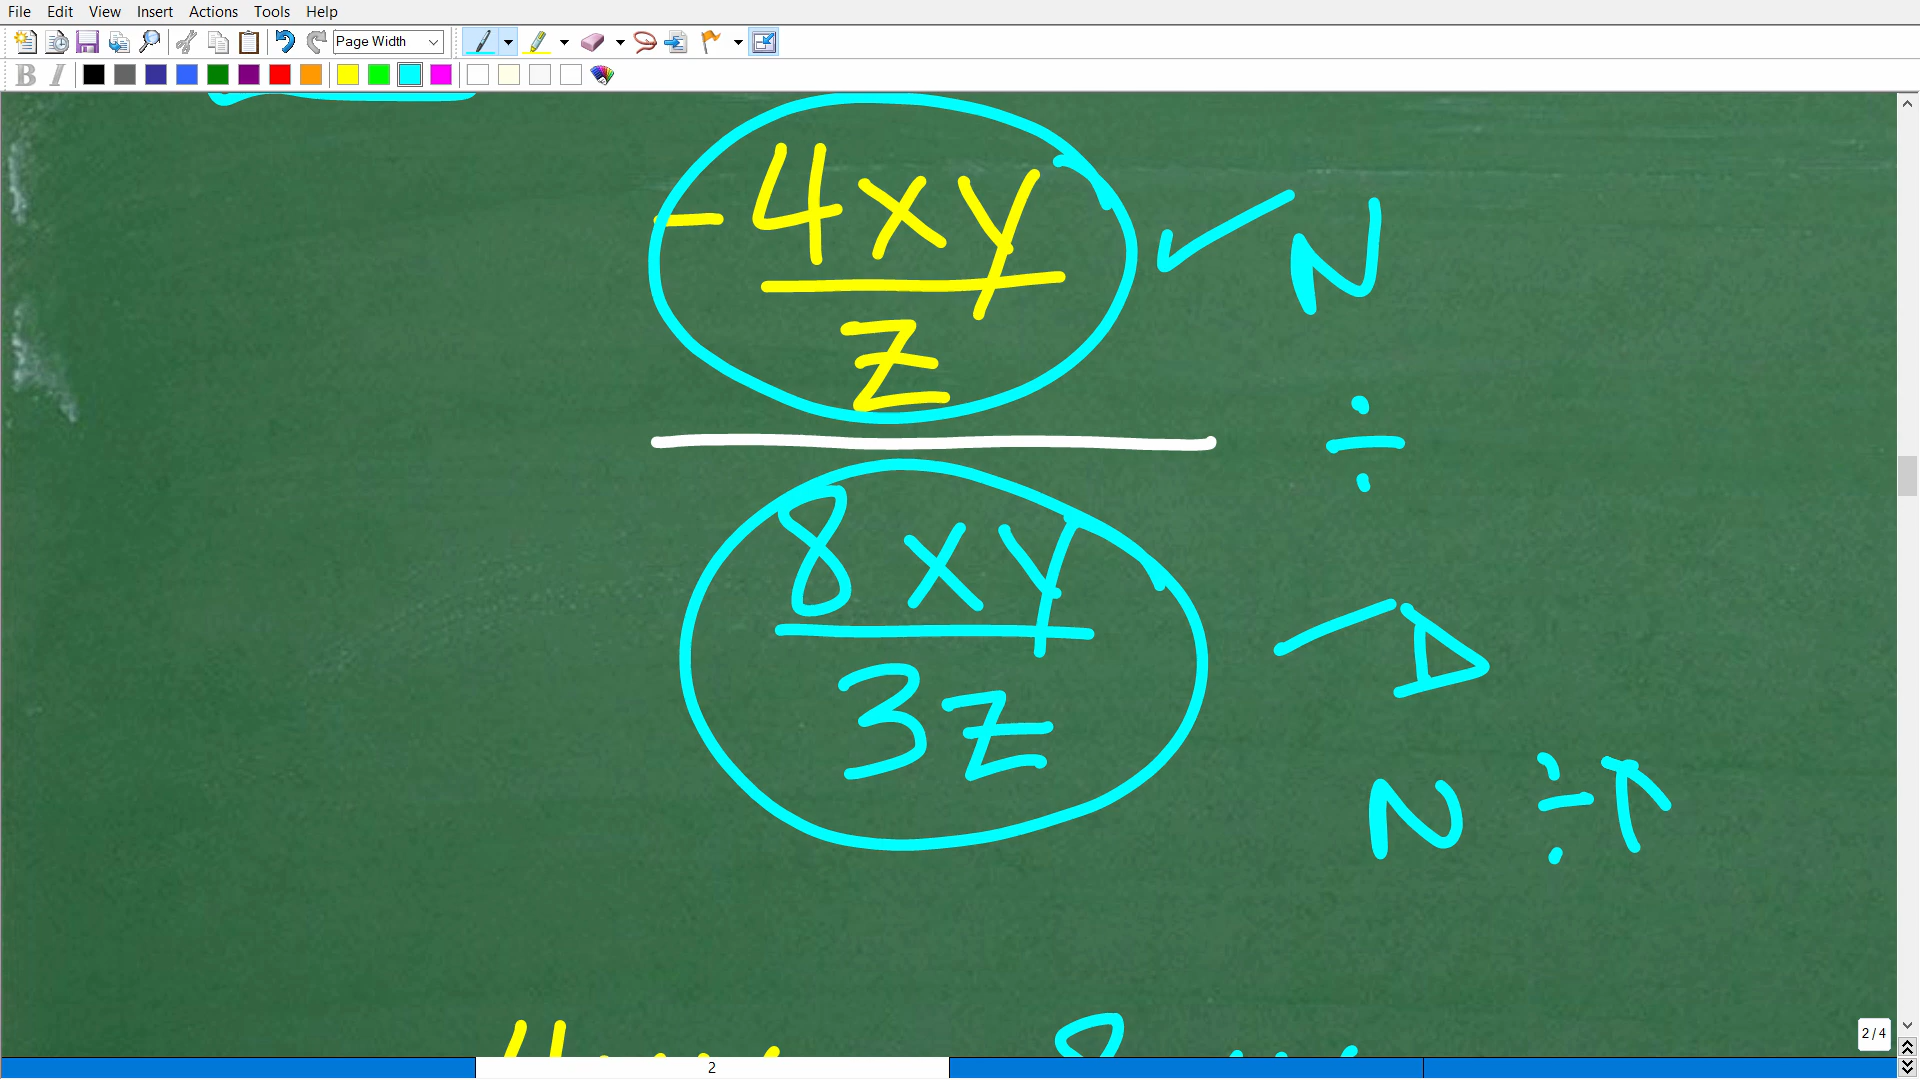 File Edit View Insert Actions Tools Help
Page Width
B I
-4xy
z
N
÷
8xy
3z
D
N ÷
2 / 4
2